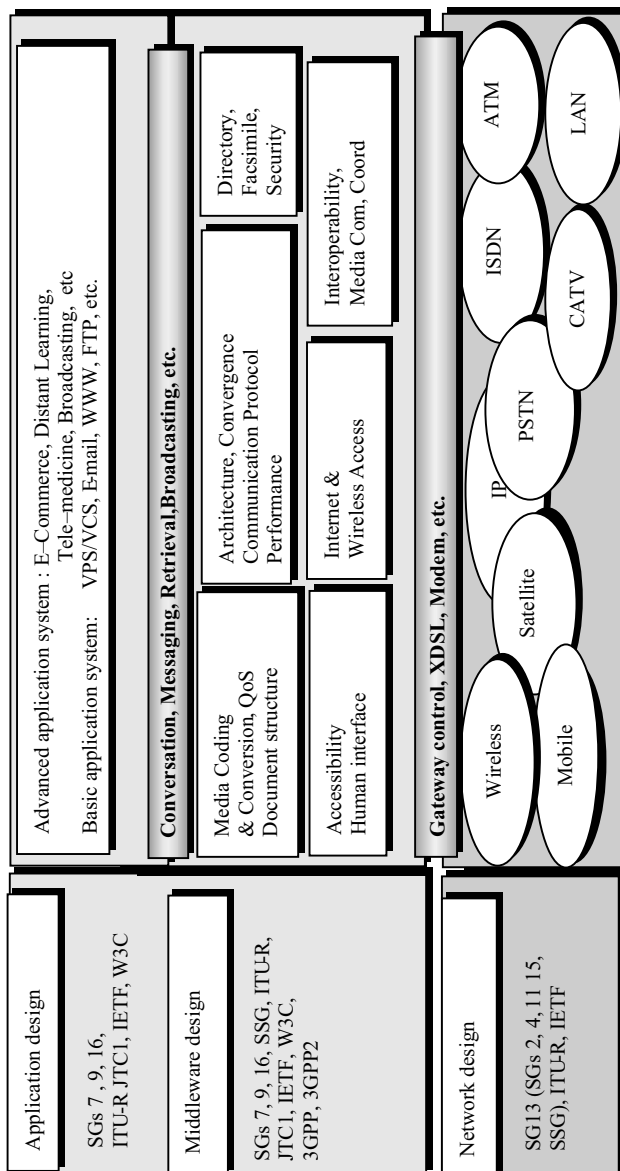 Application design
SGs 7 , 9, 16,
ITU-R JTC1, IETF, W3C
Advanced application system : E–Commerce, Distant Learning,
Tele–medicine, Broadcasting, etc
Basic application system: VPS/VCS, Email, WWW, FTP, etc.
Middleware design
SGs 7, 9, 16, SSG, ITU-R,
JTC1, IETF, W3C,
3GPP, 3GPP2
Conversation, Messaging, Retrieval,Broadcasting, etc.
Media Coding
& Conversion, QoS
Document structure
Architecture, Convergence
Communication Protocol
Performance
Directory,
Facsimile,
Security
Accessibility
Human interface
Internet &
Wireless Access
Interoperability,
Media Com, Coord
Gateway control, XDSL, Modem, etc.
Network design
SG13 (SGs 2, 4, 11 15,
SSG), ITU-R, IETF
Wireless
Mobile
Satellite
IP
PSTN
ISDN
CATV
ATM
LAN